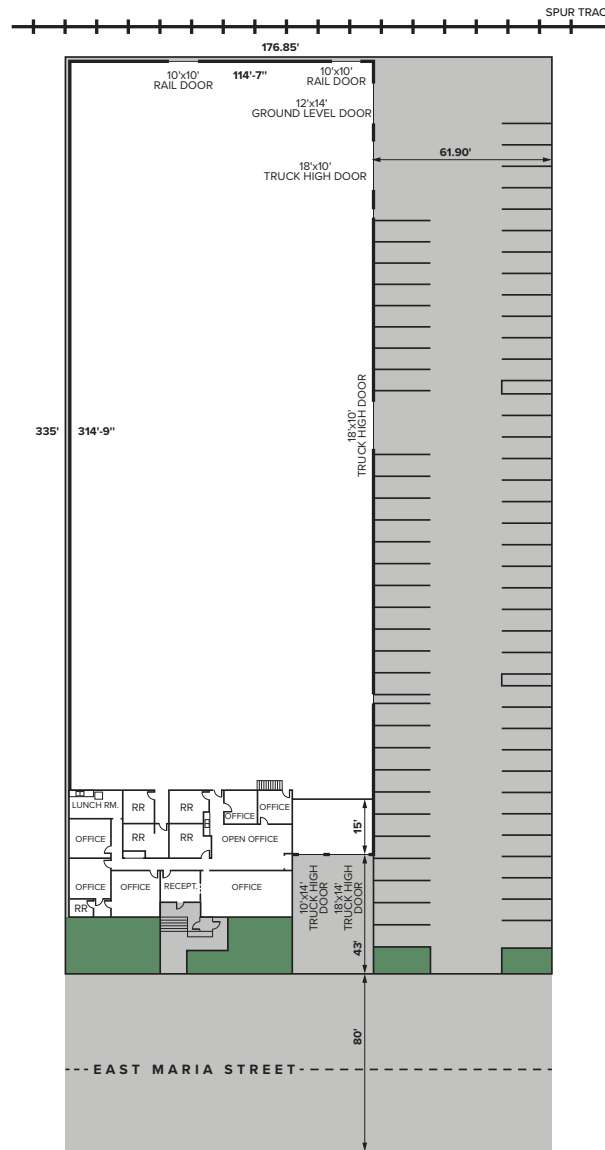 SPUR TRAC
176.85'
10'x10'
RAIL DOOR
114'-7"
10'x10'
RAIL DOOR
12'x14'
GROUND LEVEL DOOR
61.90'
18'x10'
TRUCK HIGH DOOR
18'x10'
TRUCK HIGH DOOR
335'
314'-9"
LUNCH RM.
RR
RR
OFFICE
OFFICE
OFFICE
RR
RR
OPEN OFFICE
15'
OFFICE
OFFICE
RECEPT.
OFFICE
RR
10'x14'
TRUCK HIGH
DOOR
18'x14'
TRUCK HIGH
DOOR
43'
80'
EAST MARIA STREET